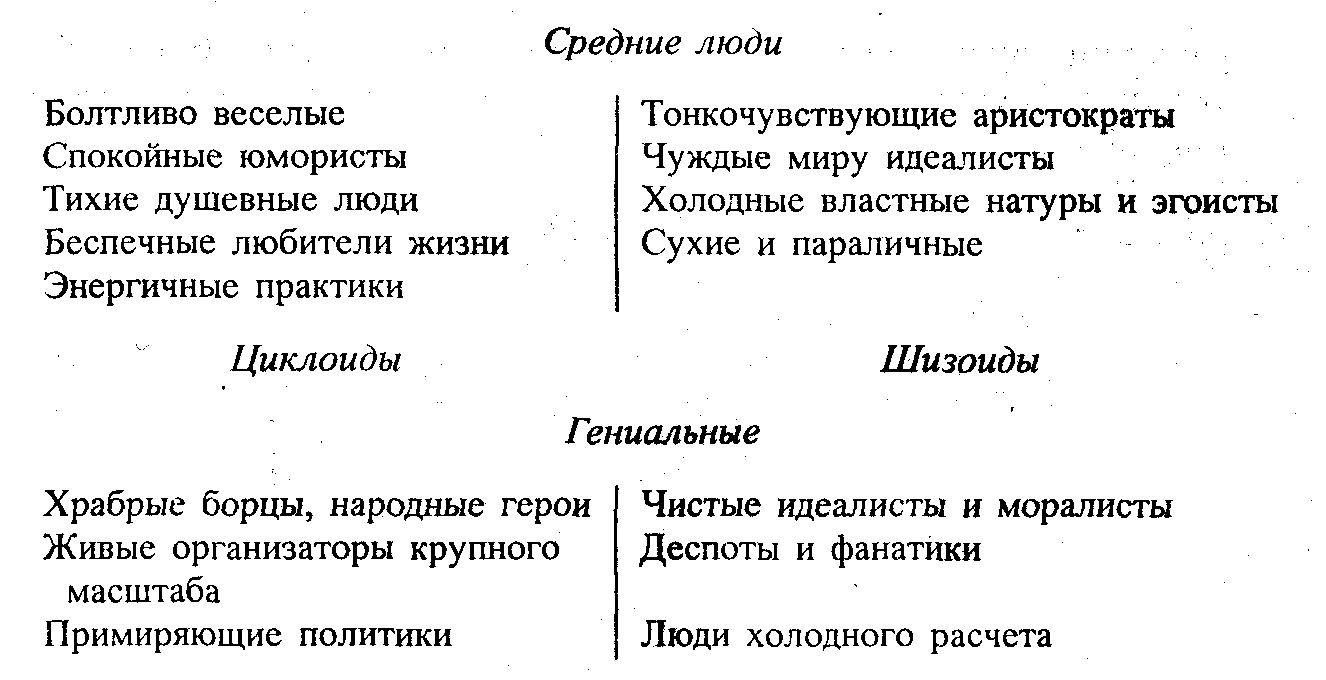 Средние люди
Болтливо веселые
Спокойные юмористы
Тихие душевные люди
Беспечные любители жизни
Энергичные практики
Тонкочувствующие аристократы
Чуждые миру идеалисты
Холодные властные натуры и эгоисты
Сухие и параличные
Циклоиды
Шизоиды
Гениальные
Храбрые борцы, народные герои
Живые организаторы крупного
масштаба
Примиряющие политики
Чистые идеалисты и моралисты
Деспоты и фанатики
Люди холодного расчета